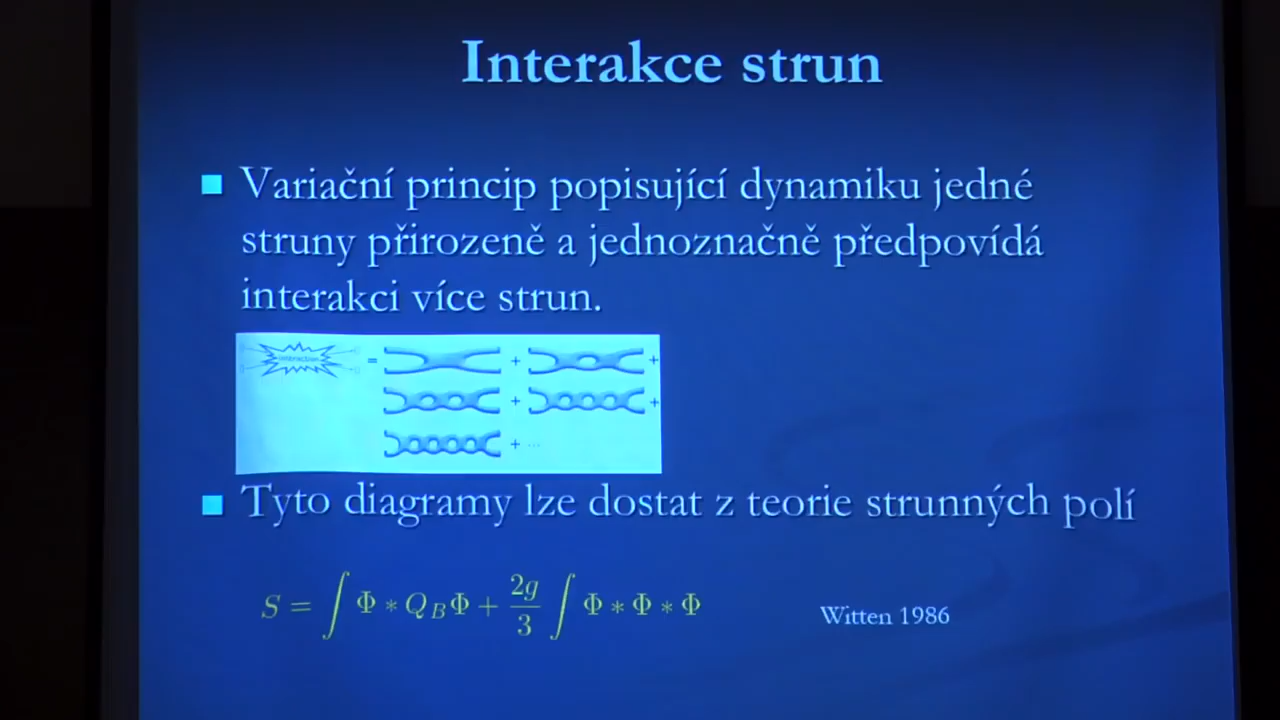 Interakce strun
■ Variační princip popisující dynamiku jedné
struny přirozeně a jednoznačně předpovídá
interakci více strun.
interaction = + +
+ +
+ ...
■ Tyto diagramy lze dostat z teorie strunných polí
S = ∫ Φ ∗ Q_B Φ + 2g/3 ∫ Φ ∗ Φ ∗ Φ
Witten 1986